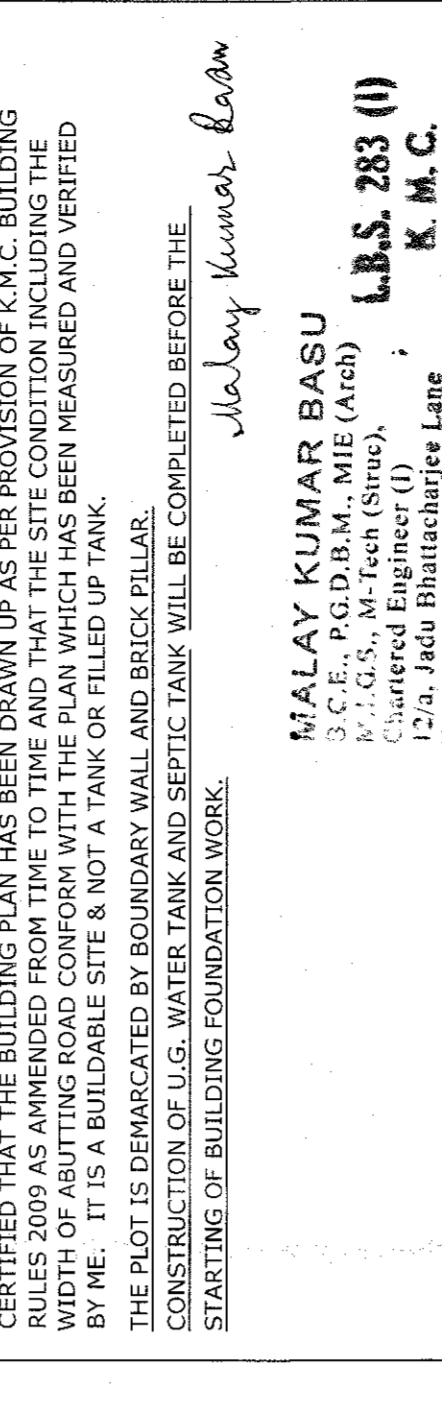 CERTIFIED THAT THE BUILDING PLAN HAS BEEN DRAWN UP AS PER PROVISION OF K.M.C. BUILDING
RULES 2009 AS AMMENDED FROM TIME TO TIME AND THAT THE SITE CONDITION INCLUDING THE
WIDTH OF ABUTTING ROAD CONFORM WITH THE PLAN WHICH HAS BEEN MEASURED AND VERIFIED
BY ME. IT IS A BUILDABLE SITE & NOT A TANK OR FILLED UP TANK.
THE PLOT IS DEMARCATED BY BOUNDARY WALL AND BRICK PILLAR.
CONSTRUCTION OF U.G. WATER TANK AND SEPTIC TANK WILL BE COMPLETED BEFORE THE
STARTING OF BUILDING FOUNDATION WORK.
Malay Kumar Basu
MALAY KUMAR BASU
B.C.E., P.G.D.B.M., MIE (Arch)
M.I.G.S., M-Tech (Struc),
Chartered Engineer (I)
12/a, Jadu Bhattacharjee Lane
L.B.S. 283 (I)
K. M. C.